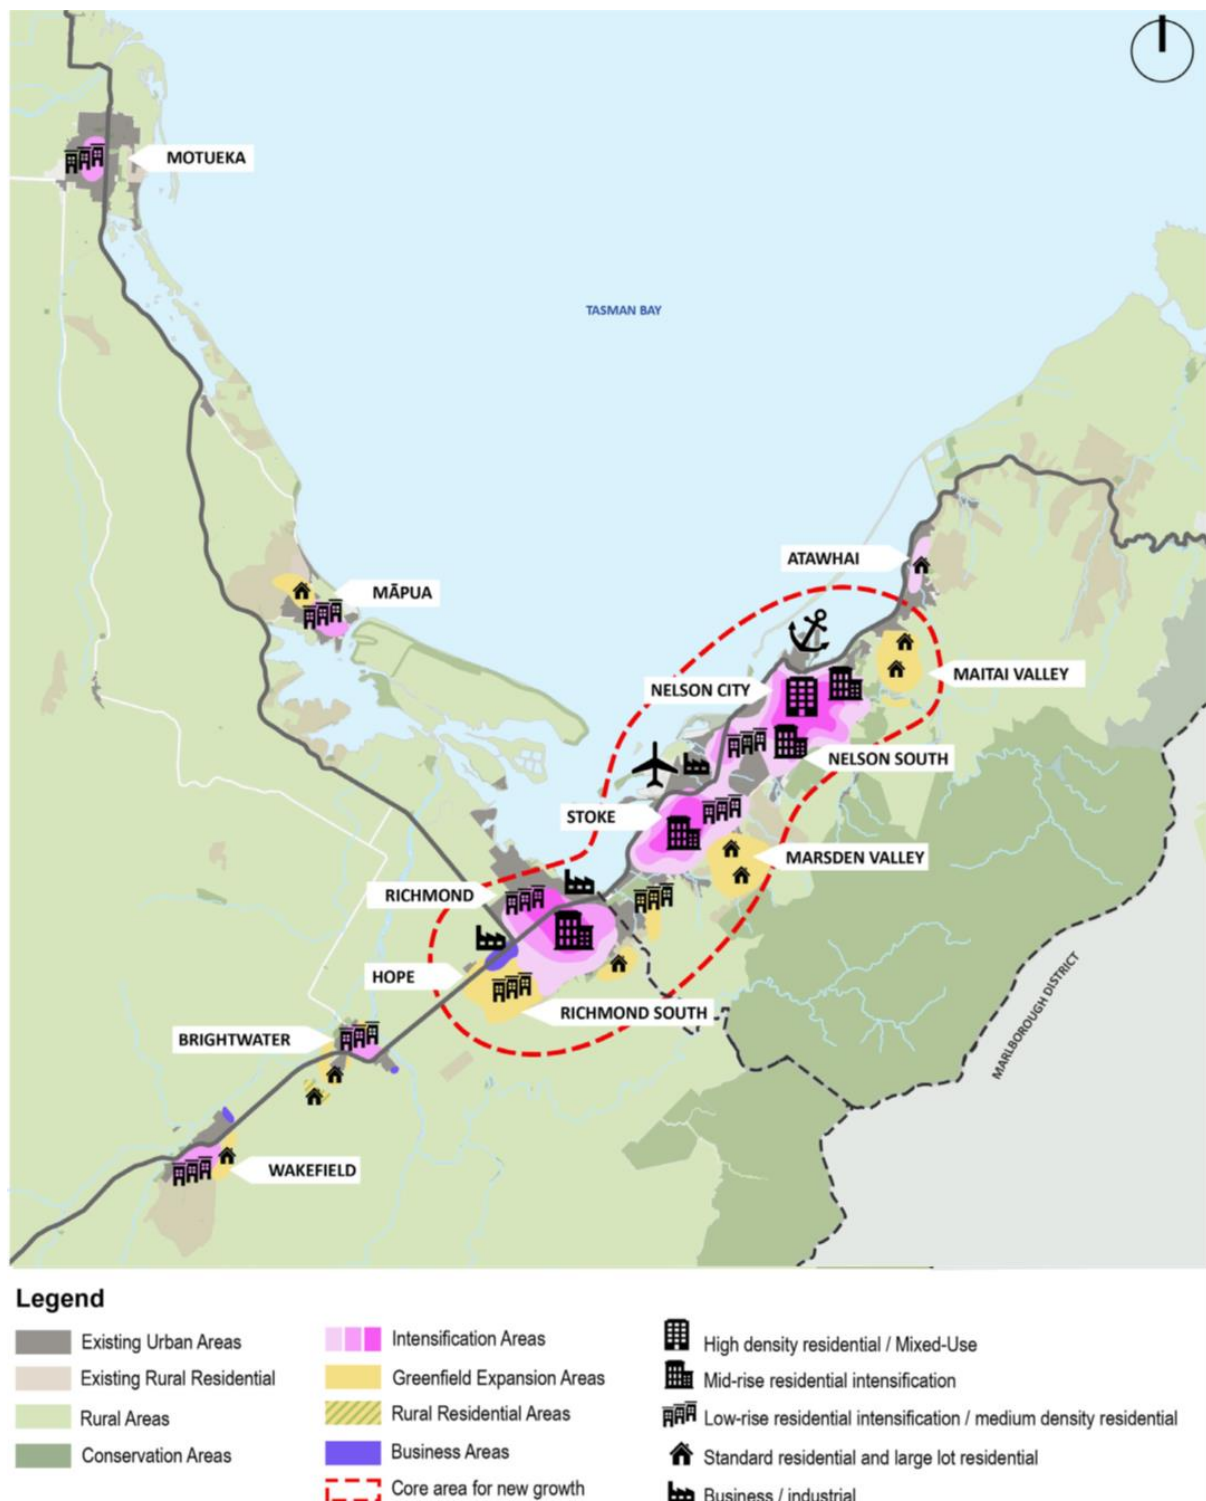 MOTUEKA
TASMAN BAY
ATAWHAI
MĀPUA
MAITAI VALLEY
NELSON CITY
NELSON SOUTH
STOKE
MARSDEN VALLEY
RICHMOND
HOPE
RICHMOND SOUTH
MARLBOROUGH DISTRICT
BRIGHTWATER
WAKEFIELD
Legend
Existing Urban Areas
Existing Rural Residential
Rural Areas
Conservation Areas
Intensification Areas
Greenfield Expansion Areas
Rural Residential Areas
Business Areas
Core area for new growth
High density residential / Mixed-Use
Mid-rise residential intensification
Low-rise residential intensification / medium density residential
Standard residential and large lot residential
Business / industrial